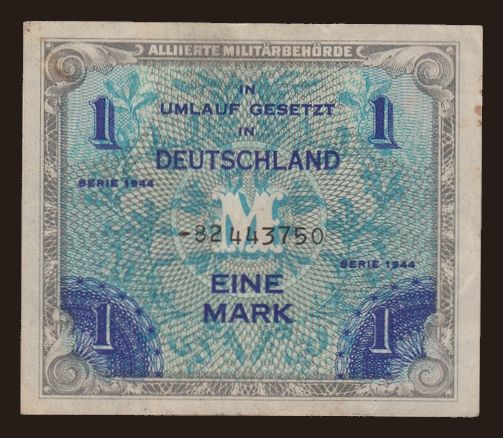 ALLIIERTE MILITÄRBEHÖRDE
IN
UMLAUF GESETZT
1 IN 1
DEUTSCHLAND
SERIE 1944
M
-82443750
SERIE 1944
EINE
MARK
1 1